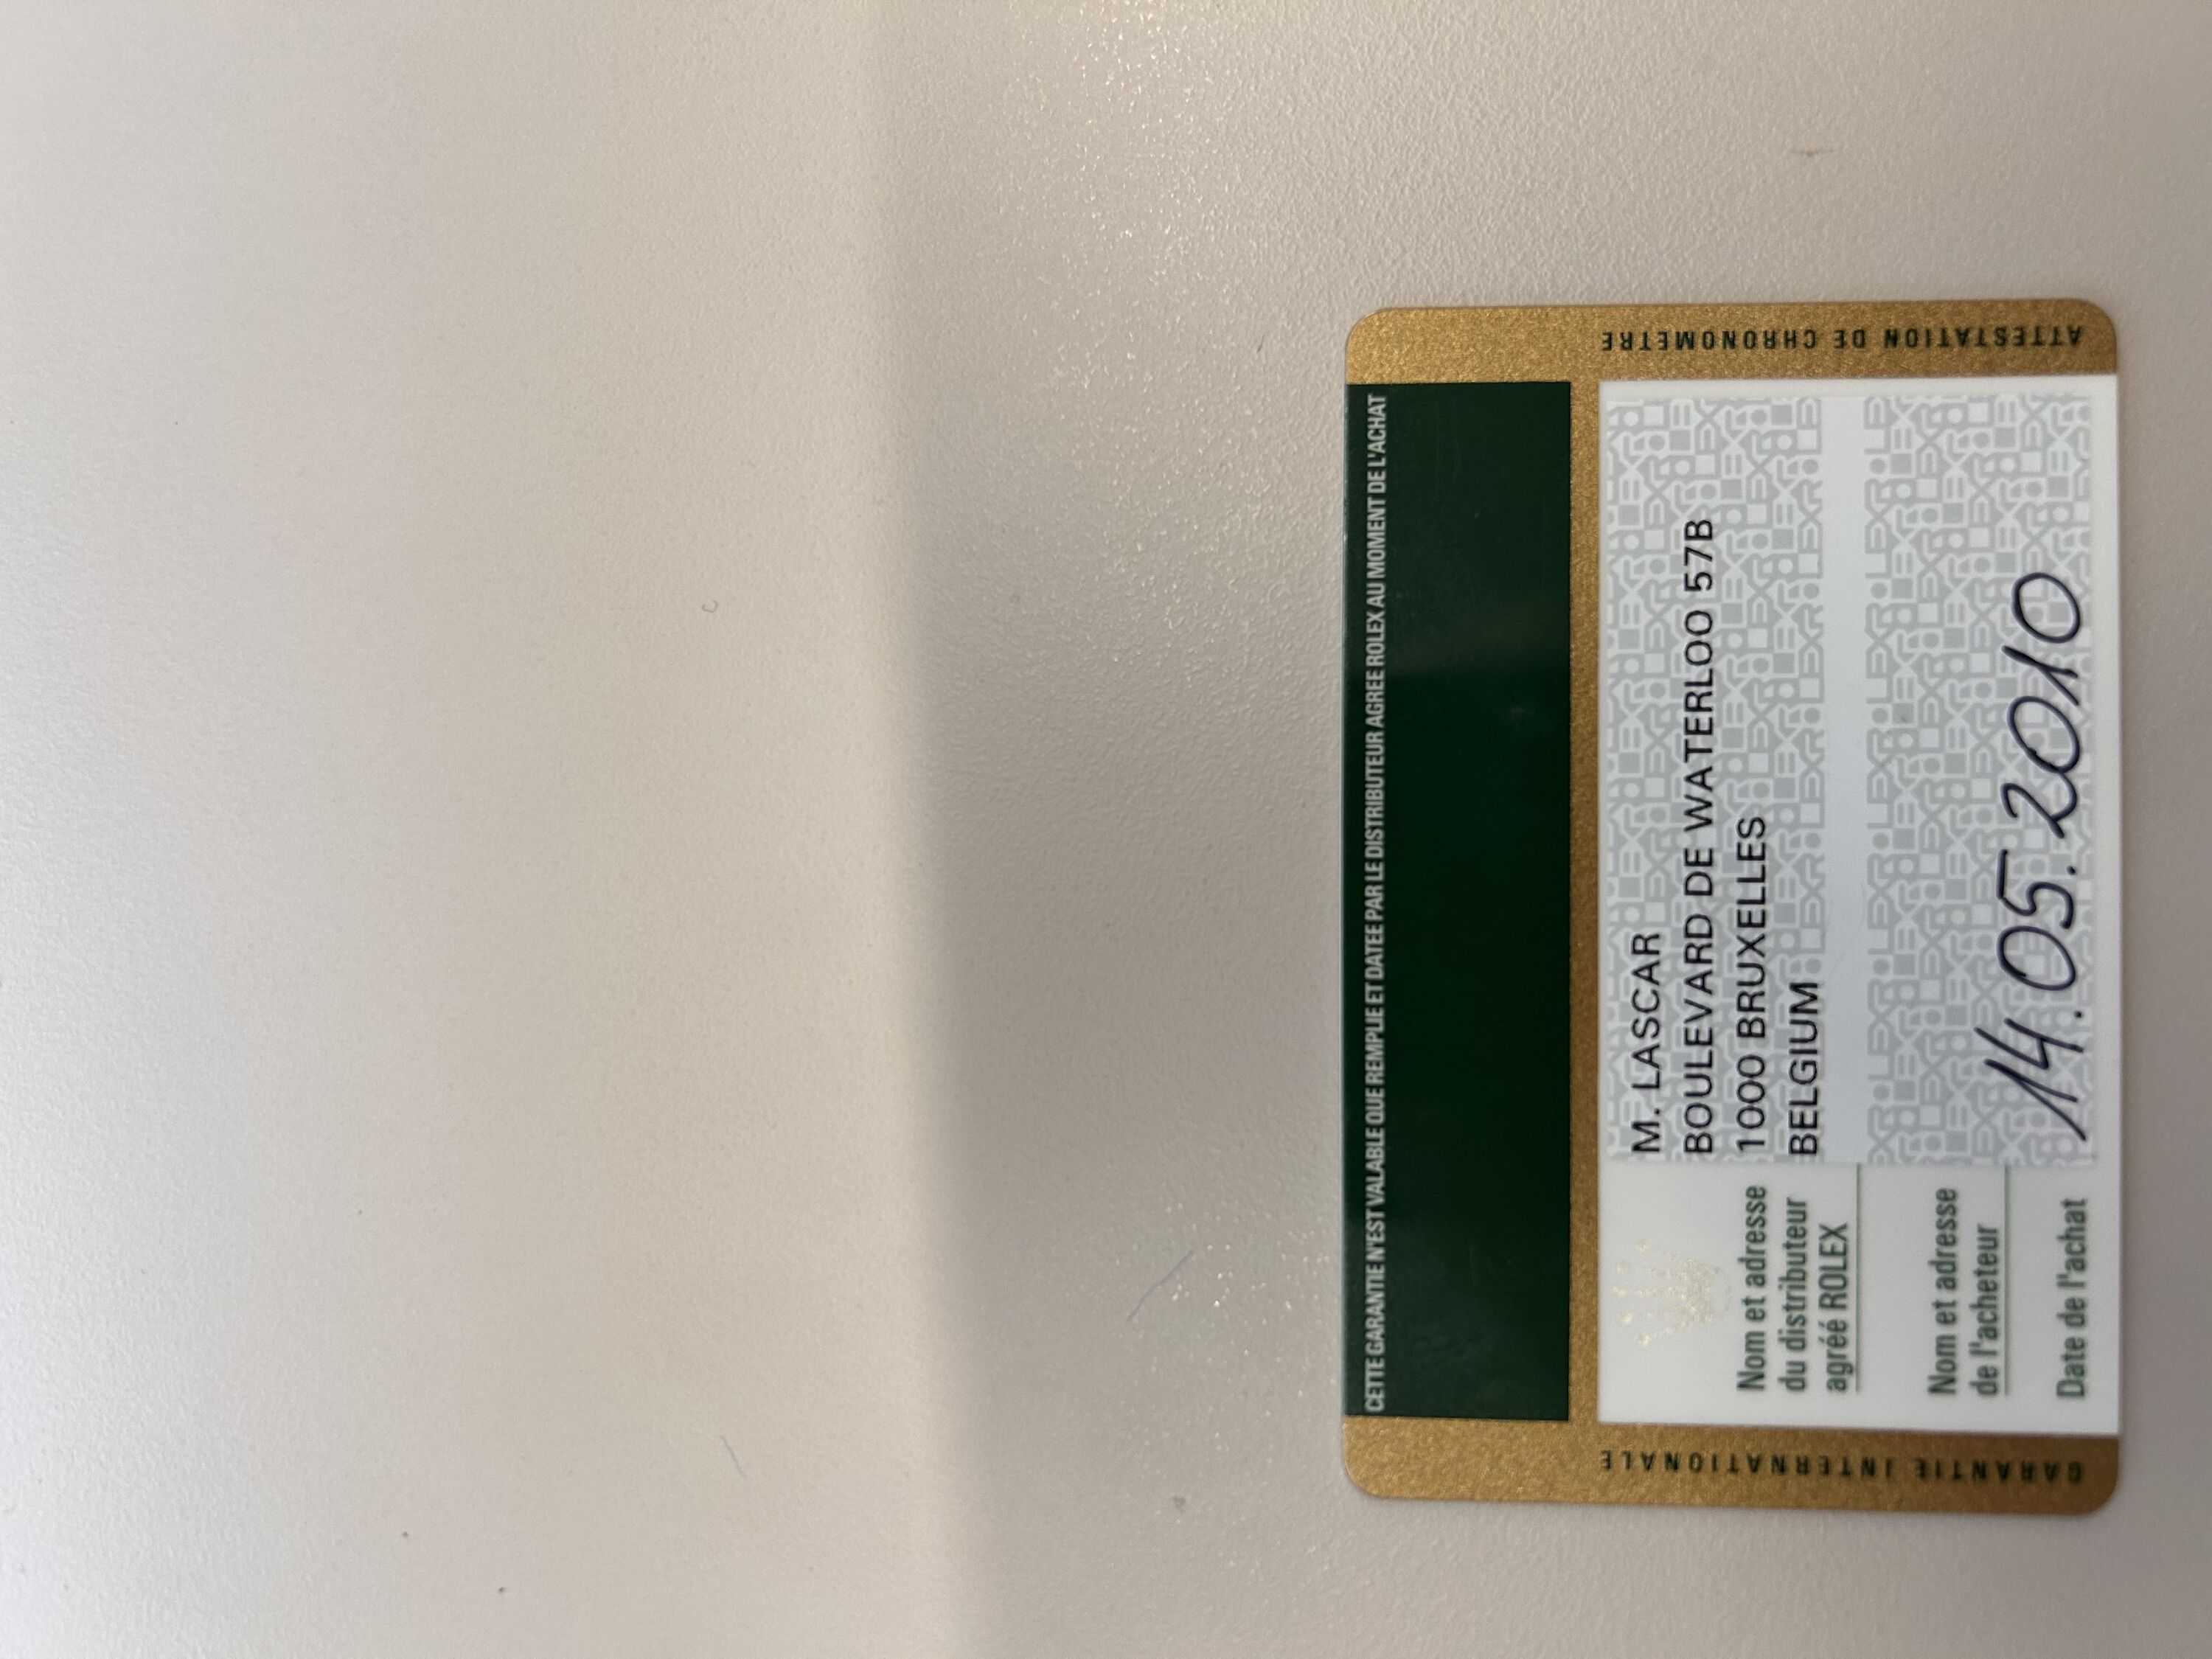 CETTE GARANTIE N'EST VALABLE QUE REMPLIE ET DATEE PAR LE DISTRIBUTEUR AGREE ROLEX AU MOMENT DE L'ACHAT
M. LASCAR
BOULEVARD DE WATERLOO 57B
1000 BRUXELLES
BELGIUM
Nom et adresse
du distributeur
agréé ROLEX
Nom et adresse
de l'acheteur
Date de l'achat 14.05.2010
GARANTIE INTERNATIONALE
ATTESTATION DE CHRONOMETRE